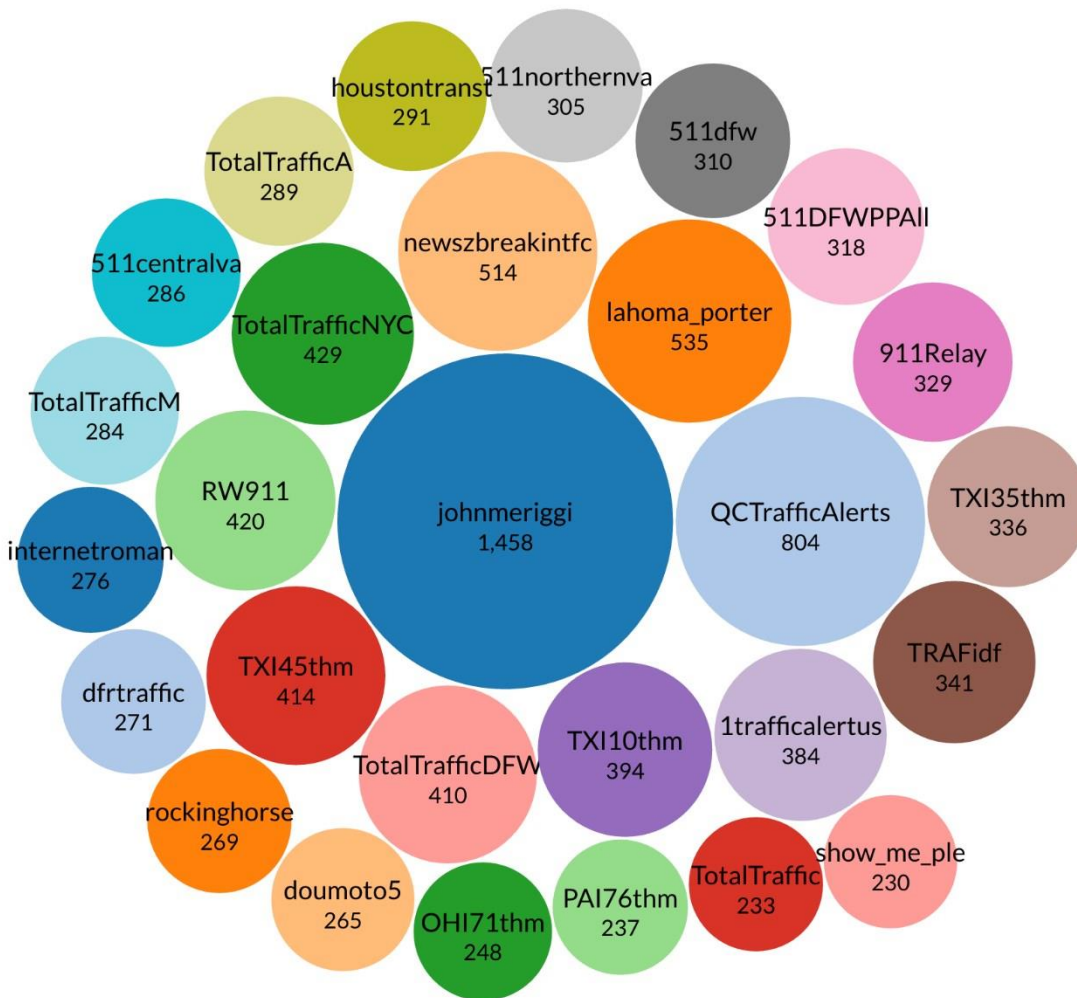 houstontranst
291
511northernva
305
511dfw
310
TotalTrafficA
289
511DFWPPAll
318
newszbreakintfc
514
511centralva
286
TotalTrafficNYC
429
lahoma_porter
535
911Relay
329
TotalTrafficM
284
RW911
420
johnmeriggi
1,458
QCTrafficAlerts
804
TXI35thm
336
internetroman
276
TXI45thm
414
TRAFidf
341
dfrtraffic
271
TotalTrafficDFW
410
TXI10thm
394
1trafficalertus
384
rockinghorse
269
doumoto5
265
OHI71thm
248
PAI76thm
237
TotalTraffic
233
show_me_ple
230